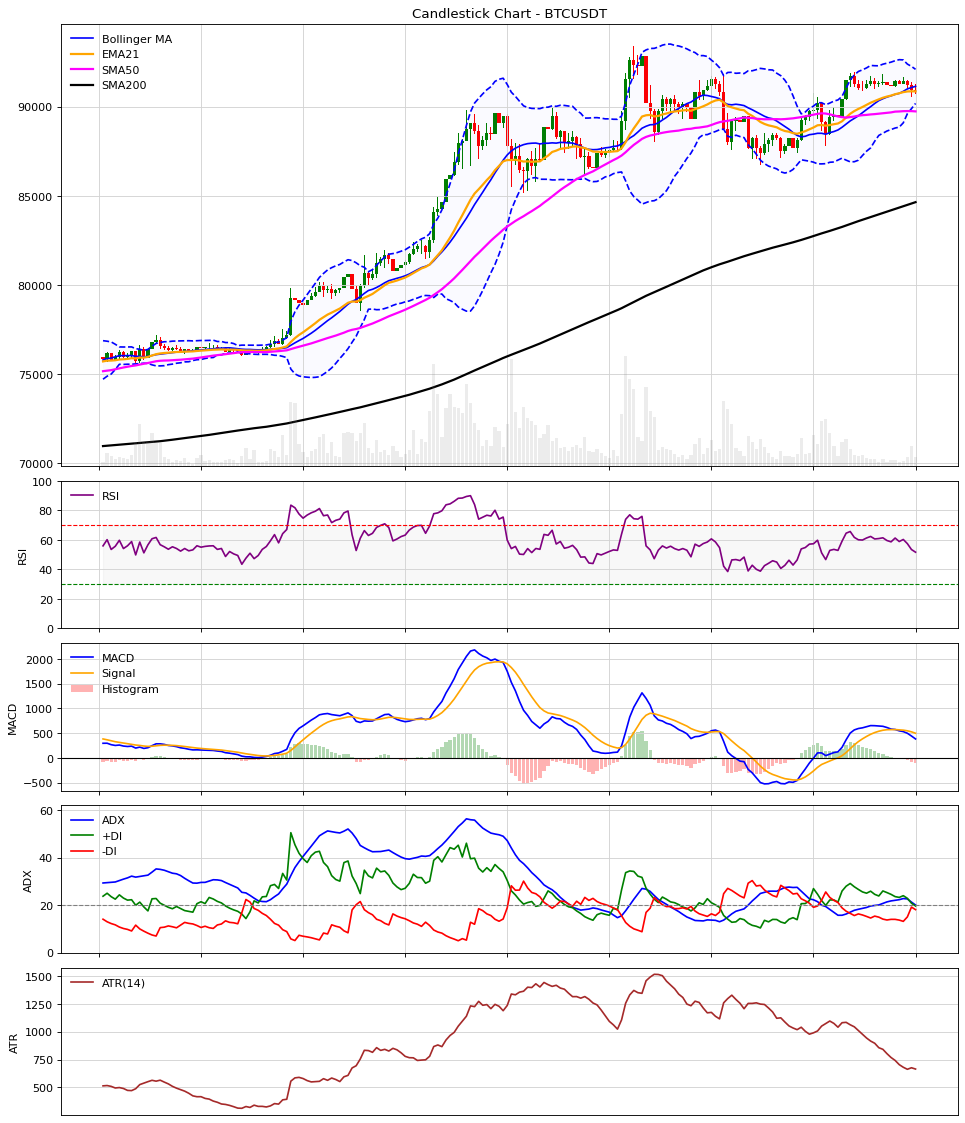 Candlestick Chart - BTCUSDT
Bollinger MA
EMA21
SMA50
SMA200
90000
85000
80000
75000
70000
RSI
RSI
100
80
60
40
20
0
MACD
Signal
Histogram
MACD
2000
1500
1000
500
0
−500
ADX
+DI
-DI
ADX
60
40
20
0
ATR(14)
ATR
1500
1250
1000
750
500